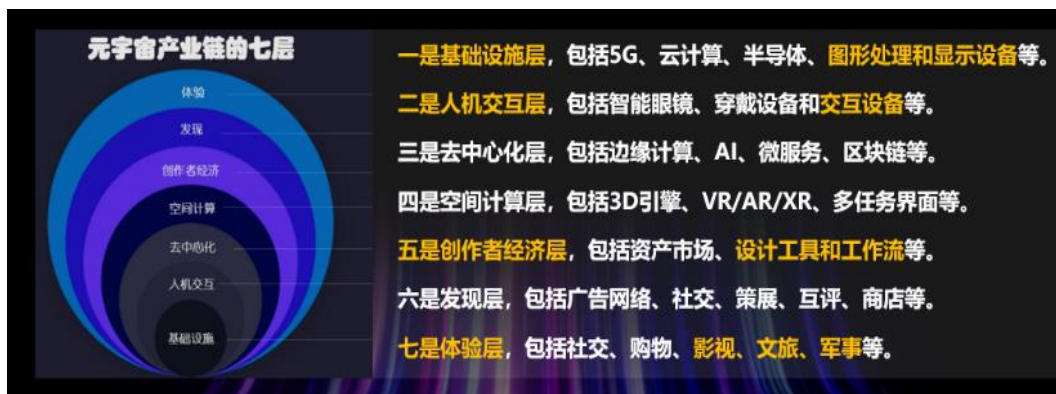 元宇宙产业链的七层
体验
发现
创作者经济
空间计算
去中心化
人机交互
基础设施
一是基础设施层，包括5G、云计算、半导体、图形处理和显示设备等。
二是人机交互层，包括智能眼镜、穿戴设备和交互设备等。
三是去中心化层，包括边缘计算、AI、微服务、区块链等。
四是空间计算层，包括3D引擎、VR/AR/XR、多任务界面等。
五是创作者经济层，包括资产市场、设计工具和工作流等。
六是发现层，包括广告网络、社交、策展、互评、商店等。
七是体验层，包括社交、购物、影视、文旅、军事等。